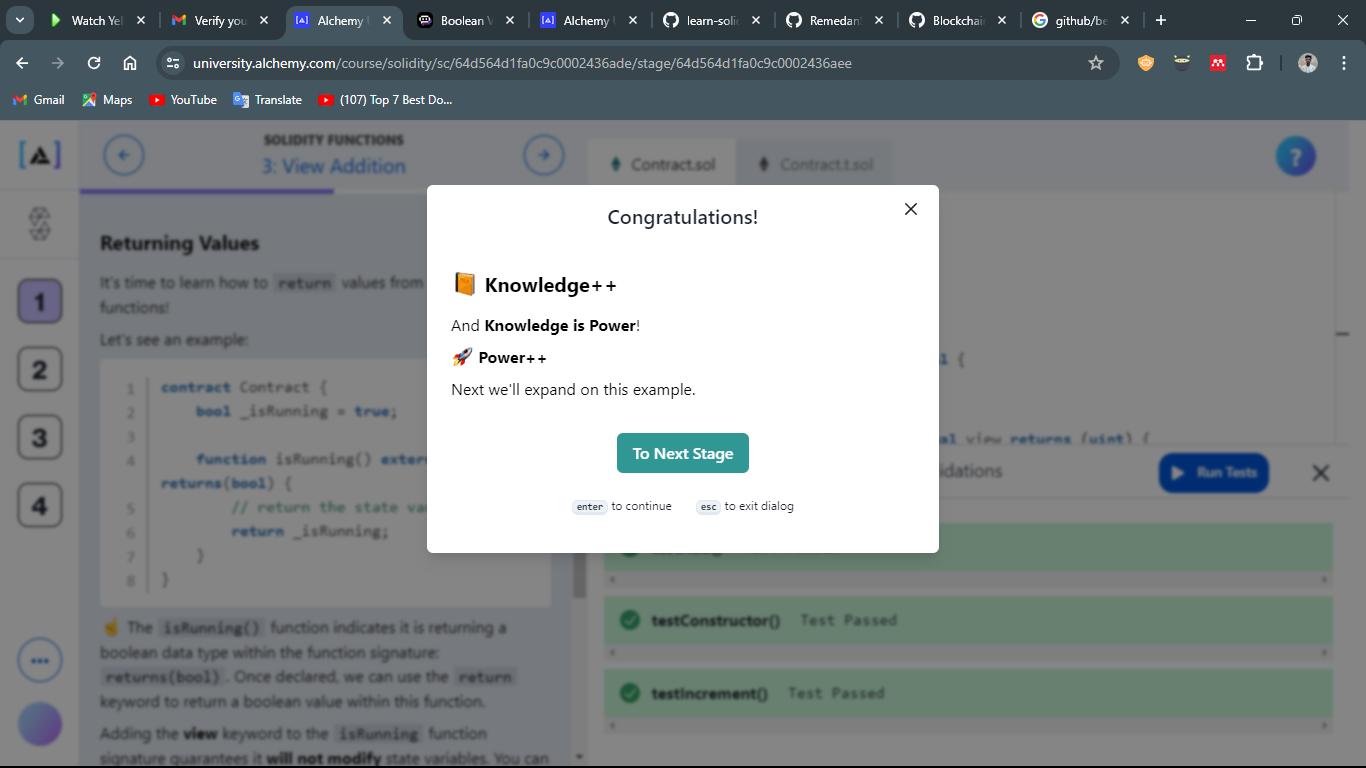 Watch Yel
Verify you
Alchemy
Boolean V
Alchemy
learn-soli
Remedan
Blockchai
github/be
university.alchemy.com/course/solidity/sc/64d564d1fa0c9c0002436ade/stage/64d564d1fa0c9c0002436aee
Gmail
Maps
YouTube
Translate
(107) Top 7 Best Do...
SOLIDITY FUNCTIONS
3: View Addition
Contract.sol
Contract.t.sol
?
Congratulations!
📙 Knowledge++
And Knowledge is Power!
🚀 Power++
Next we'll expand on this example.
To Next Stage
enter to continue
esc to exit dialog
1
2
3
4
Returning Values
It's time to learn how to return values from
functions!
Let's see an example:
1 contract Contract {
2 bool _isRunning = true;
3
4 function isRunning() extern
returns(bool) {
5 // return the state va
6 return _isRunning;
7 }
8 }
☝️ The isRunning() function indicates it is returning a
boolean data type within the function signature:
returns(bool). Once declared, we can use the return
keyword to return a boolean value within this function.
Adding the view keyword to the isRunning function
signature guarantees it will not modify state variables. You can
al {
al view returns (uint) {
idations
Run Tests
testConstructor() Test Passed
testIncrement() Test Passed